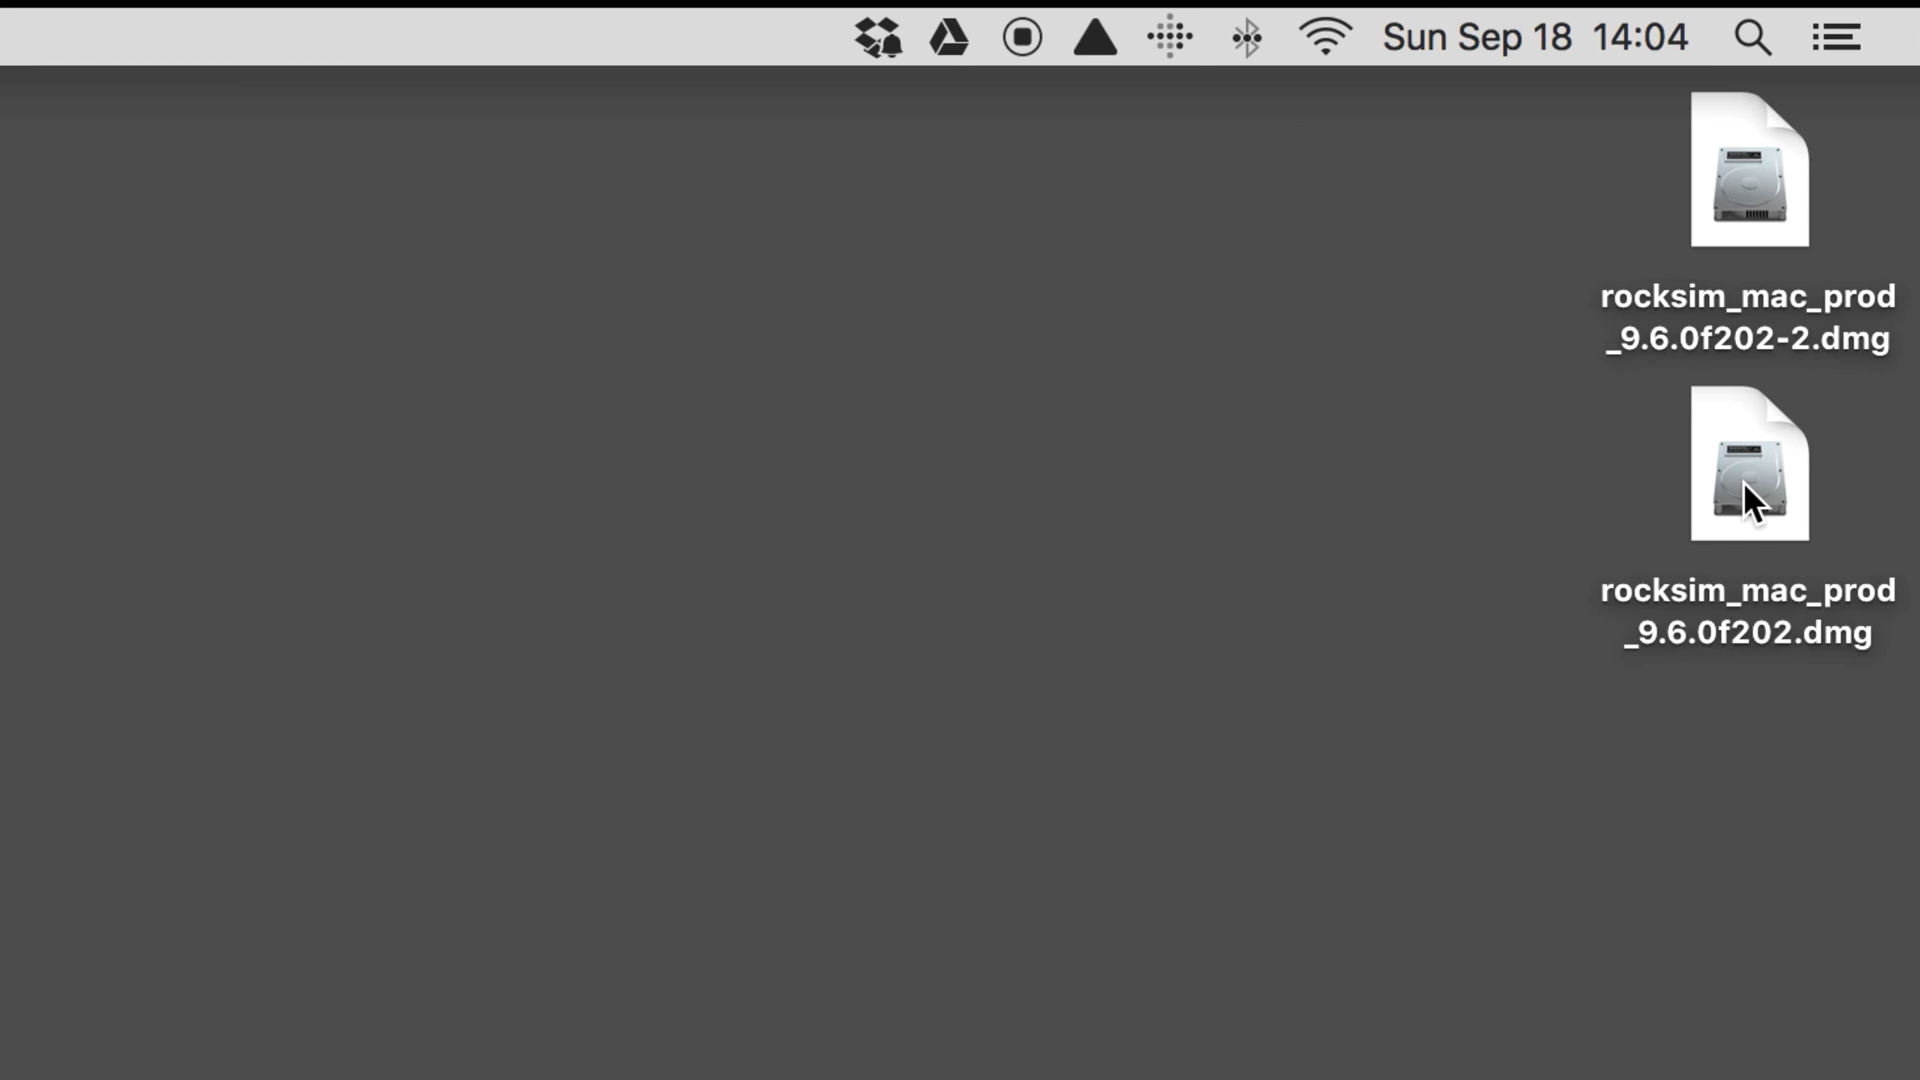 Sun Sep 18 14:04
rocksim_mac_prod
_9.6.0f202-2.dmg
rocksim_mac_prod
_9.6.0f202.dmg